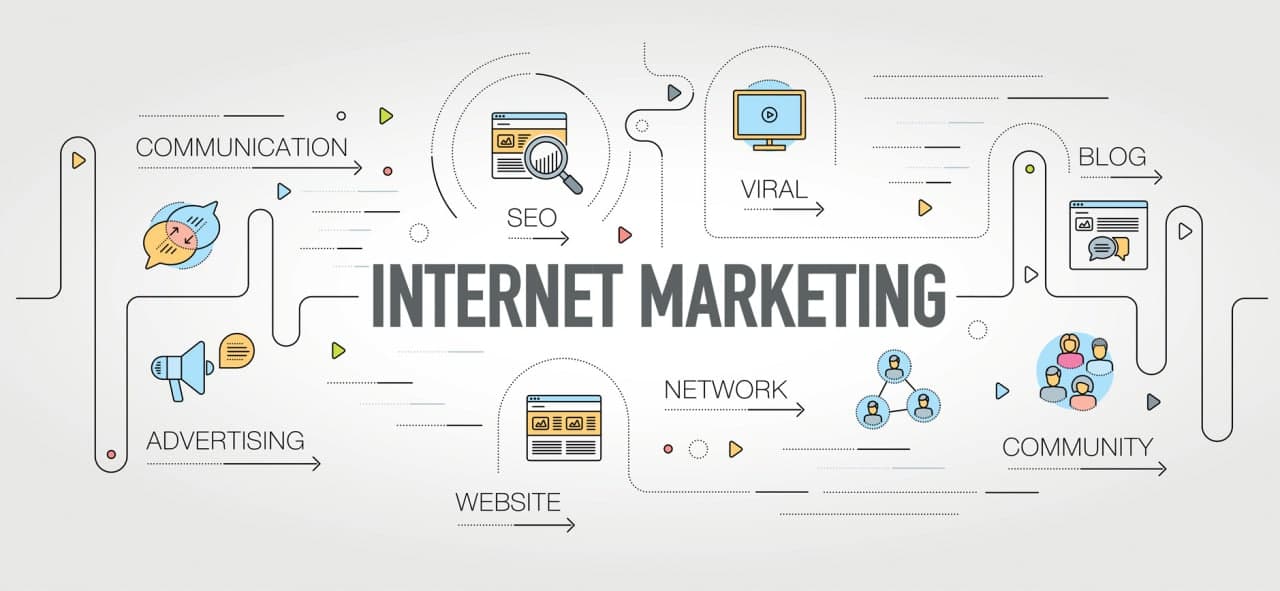 COMMUNICATION
SEO
VIRAL
BLOG
INTERNET MARKETING
ADVERTISING
WEBSITE
NETWORK
COMMUNITY